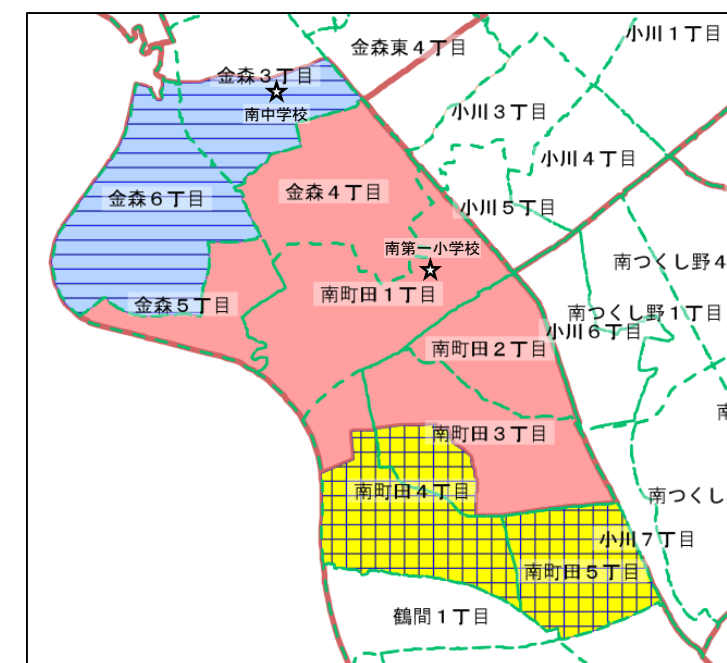 小川１丁目
金森東４丁目
金森３丁目
南中学校
小川３丁目
小川４丁目
金森４丁目
金森６丁目
小川５丁目
南第一小学校
南つくし野４
南町田１丁目
金森５丁目
南つくし野１丁目
小川６丁目
南町田２丁目
南
南町田３丁目
南町田４丁目
南つくし
小川７丁目
南町田５丁目
鶴間１丁目